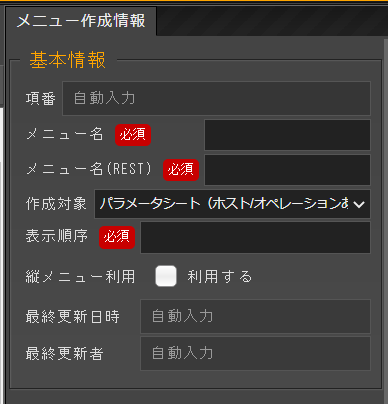 メニュー作成情報
基本情報
項番 自動入力
メニュー名 必須
メニュー名(REST) 必須
作成対象 パラメータシート（ホスト/オペレーションあ
表示順序 必須
縦メニュー利用 利用する
最終更新日時 自動入力
最終更新者 自動入力